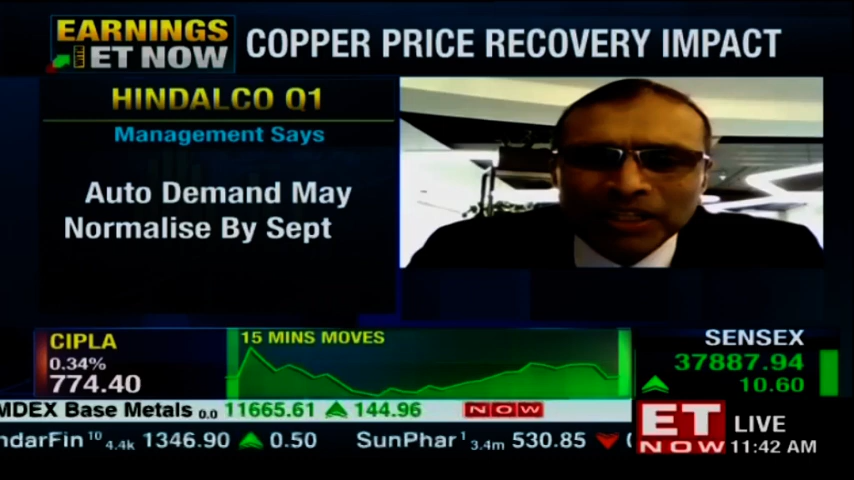 EARNINGS
ET NOW
COPPER PRICE RECOVERY IMPACT
HINDALCO Q1
Management Says
Auto Demand May
Normalise By Sept
CIPLA
0.34%
774.40
15 MINS MOVES
SENSEX
37887.94
10.60
MDEX Base Metals 0.0 11665.61 144.96 NOW
ndarFin 10 4.4k 1346.90 0.50 SunPhar 1 3.4m 530.85
ET
NOW
LIVE
11:42 AM